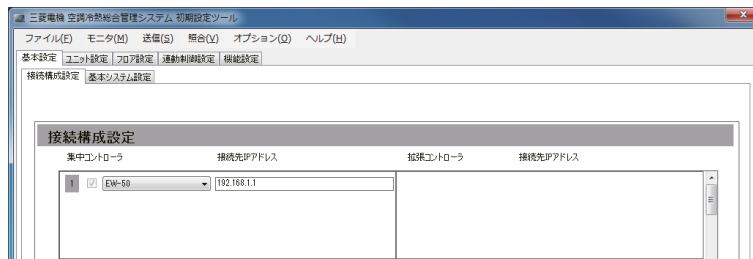 三菱電機 空調冷熱総合管理システム 初期設定ツール
ファイル(F) モニタ(M) 送信(S) 照合(V) オプション(O) ヘルプ(H)
基本設定 ユニット設定 フロア設定 連動制御設定 機能設定
接続構成設定 基本システム設定
接続構成設定
集中コントローラ 接続先IPアドレス 拡張コントローラ 接続先IPアドレス
1 EW-50 192.168.1.1